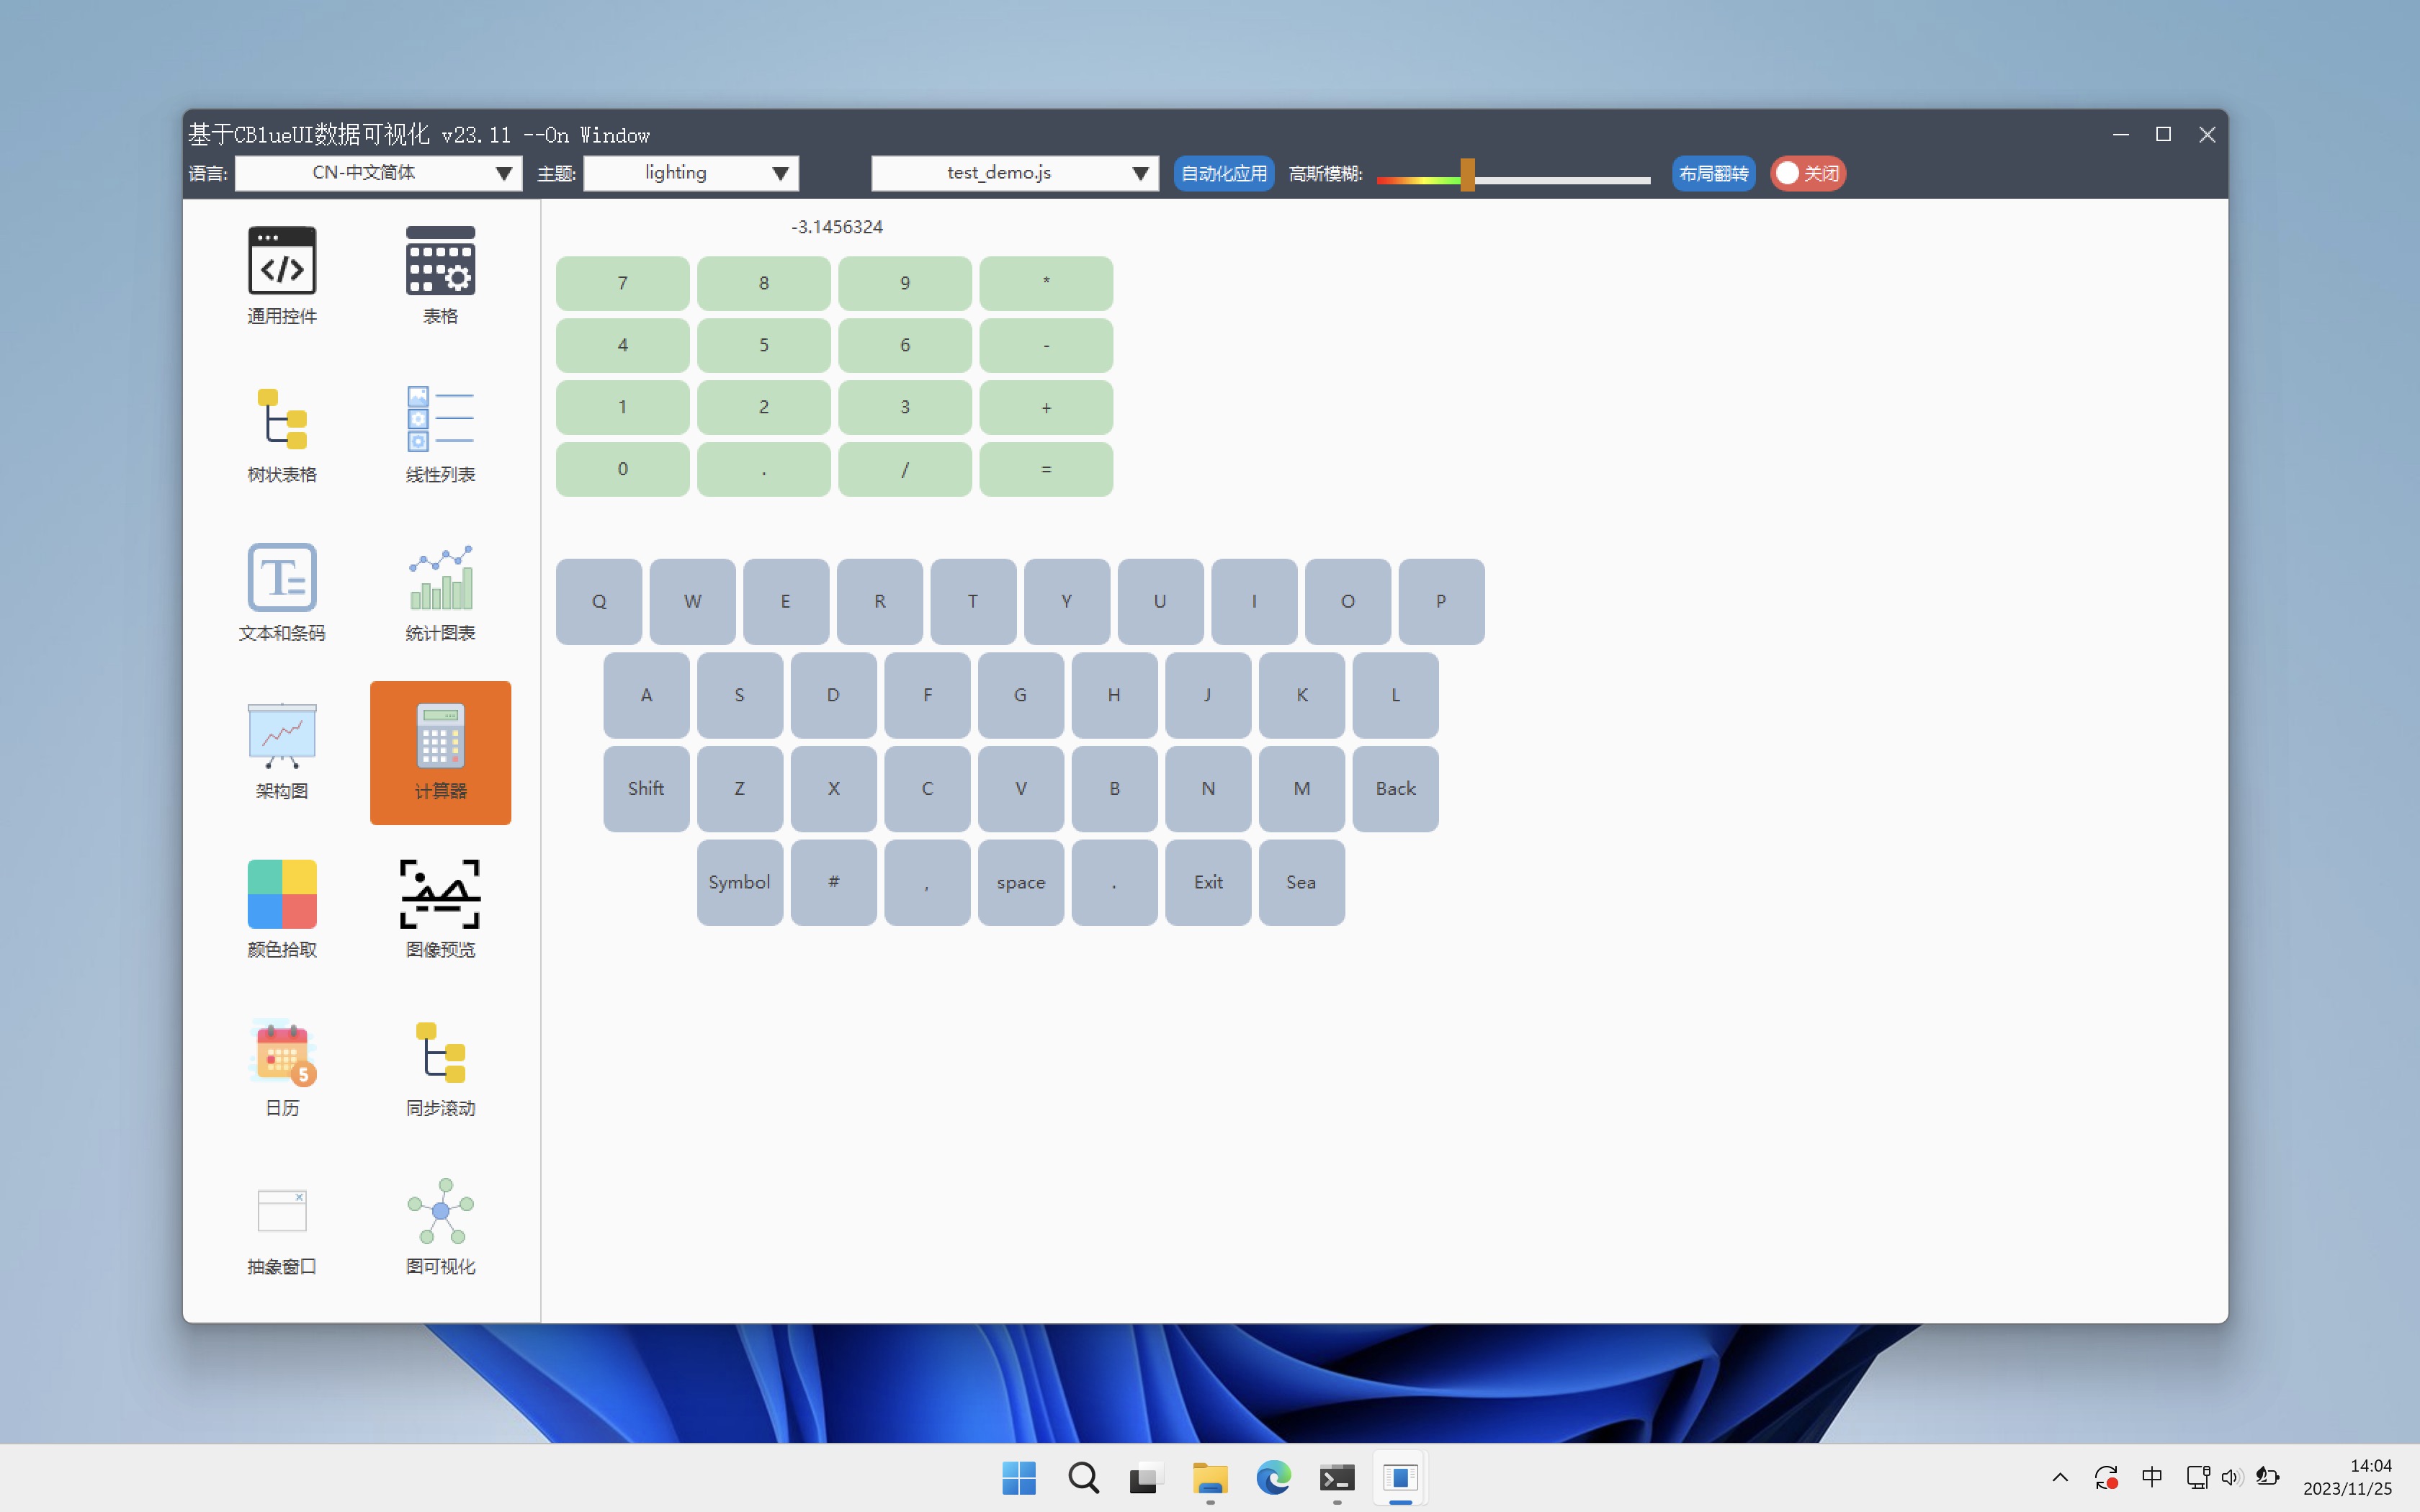 基于CBlueUI数据可视化 v23.11 --On Window
语言: CN-中文简体 主题: lighting test_demo.js 自动化应用 高斯模糊: 布局翻转 关闭
通用控件 表格
树状表格 线性列表
文本和条码 统计图表
架构图 计算器
颜色拾取 图像预览
5
日历 同步滚动
抽象窗口 图可视化
-3.1456324
7 8 9 *
4 5 6 -
1 2 3 +
0 . / =
Q W E R T Y U I O P
A S D F G H J K L
Shift Z X C V B N M Back
Symbol # , space . Exit Sea
中
14:04
2023/11/25